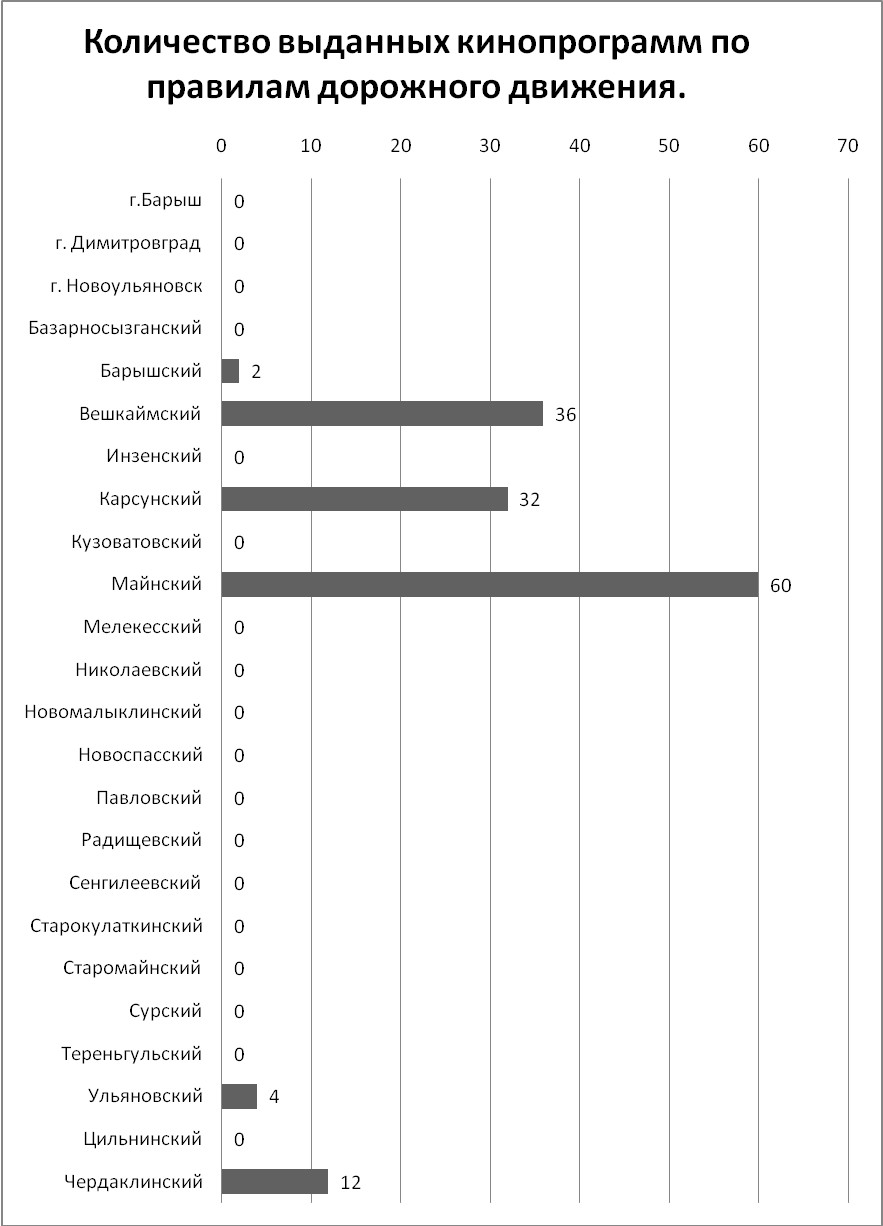 Количество выданных кинопрограмм по
правилам дорожного движения.
0 10 20 30 40 50 60 70
г.Барыш 0
г. Димитровград 0
г. Новоульяновск 0
Базарносызганский 0
Барышский 2
Вешкаймский 36
Инзенский 0
Карсунский 32
Кузоватовский 0
Майнский 60
Мелекесский 0
Николаевский 0
Новомалыклинский 0
Новоспасский 0
Павловский 0
Радищевский 0
Сенгилеевский 0
Старокулаткинский 0
Старомайнский 0
Сурский 0
Тереньгульский 0
Ульяновский 4
Цильнинский 0
Чердаклинский 12